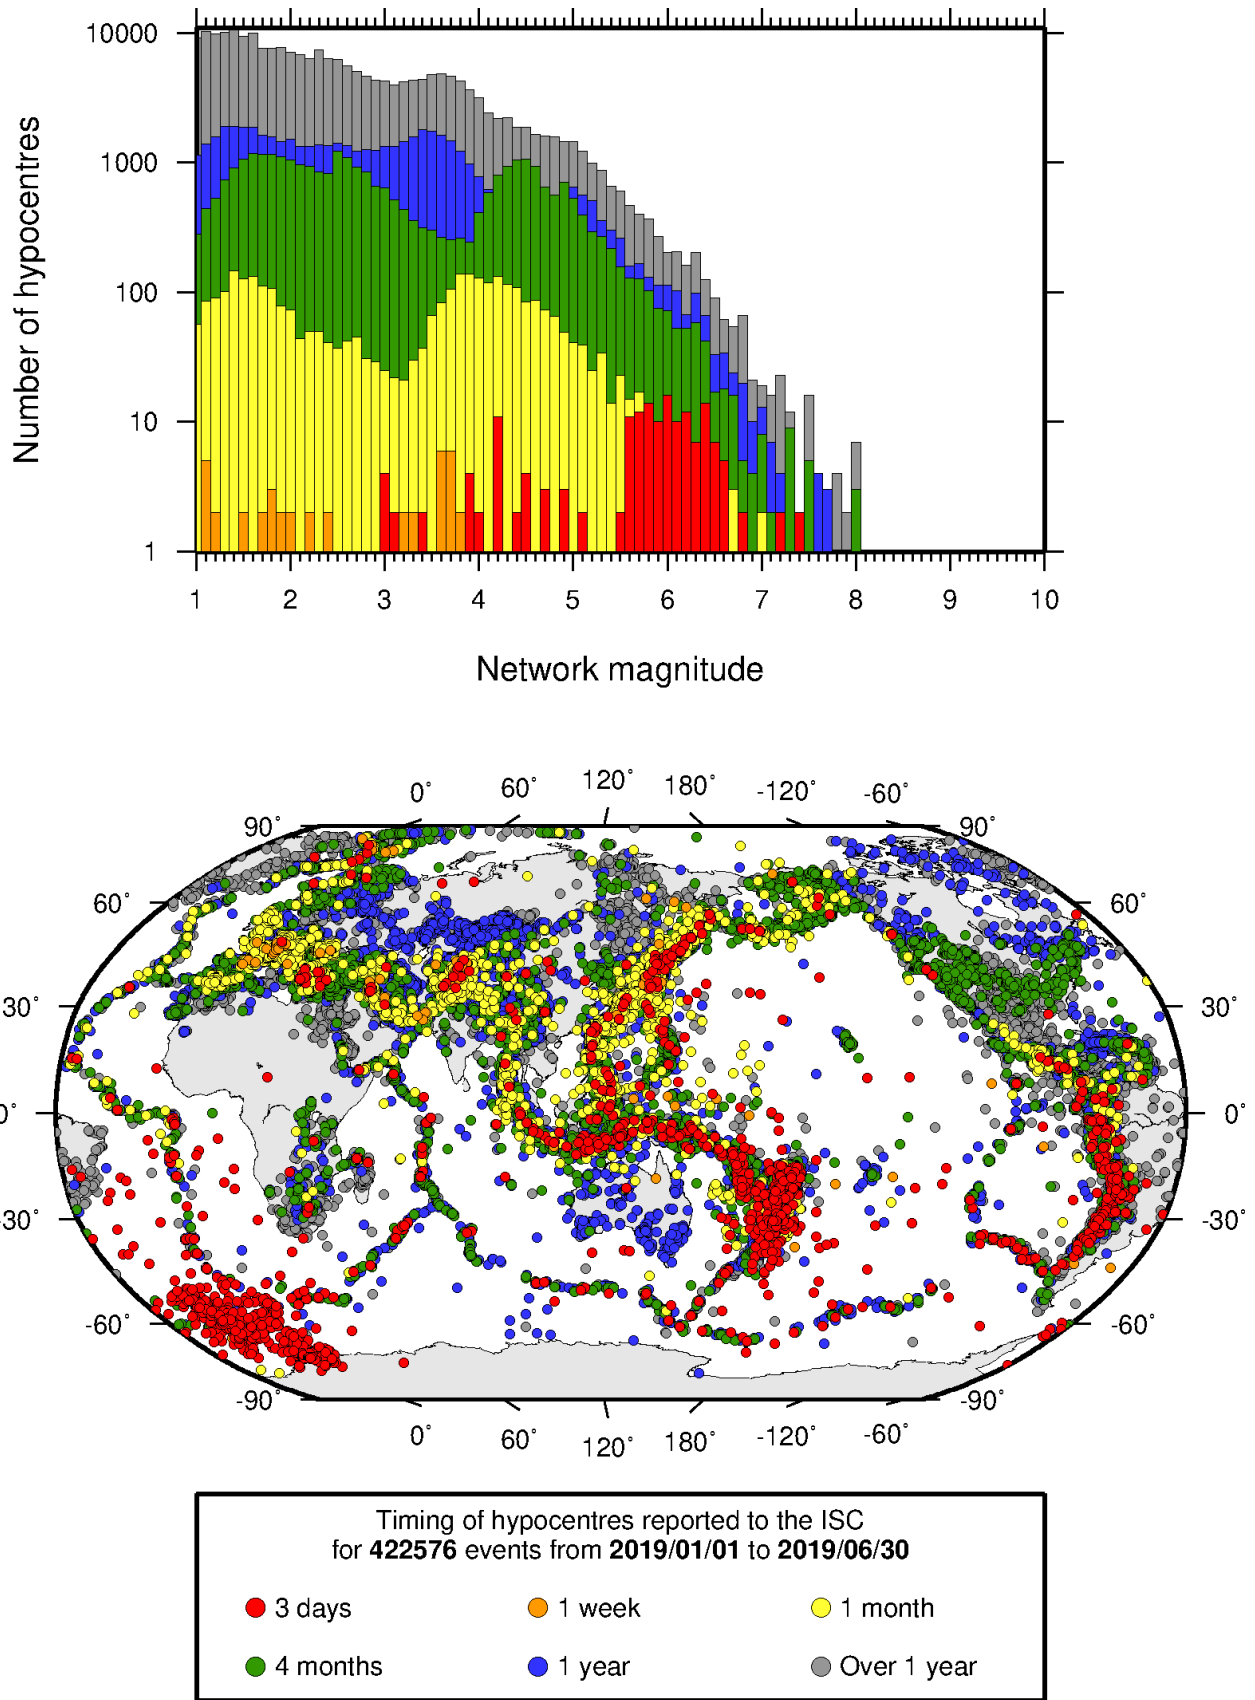 10000
1000
100
10
1
Number of hypocentres
1 2 3 4 5 6 7 8 9 10
Network magnitude
0° 60° 120° 180° -120° -60°
90° 90°
60° 60°
30° 30°
0° 0°
-30° -30°
-60° -60°
-90° -90°
0° 60° 120° 180° -120° -60°
Timing of hypocentres reported to the ISC
for 422576 events from 2019/01/01 to 2019/06/30
3 days 1 week 1 month
4 months 1 year Over 1 year